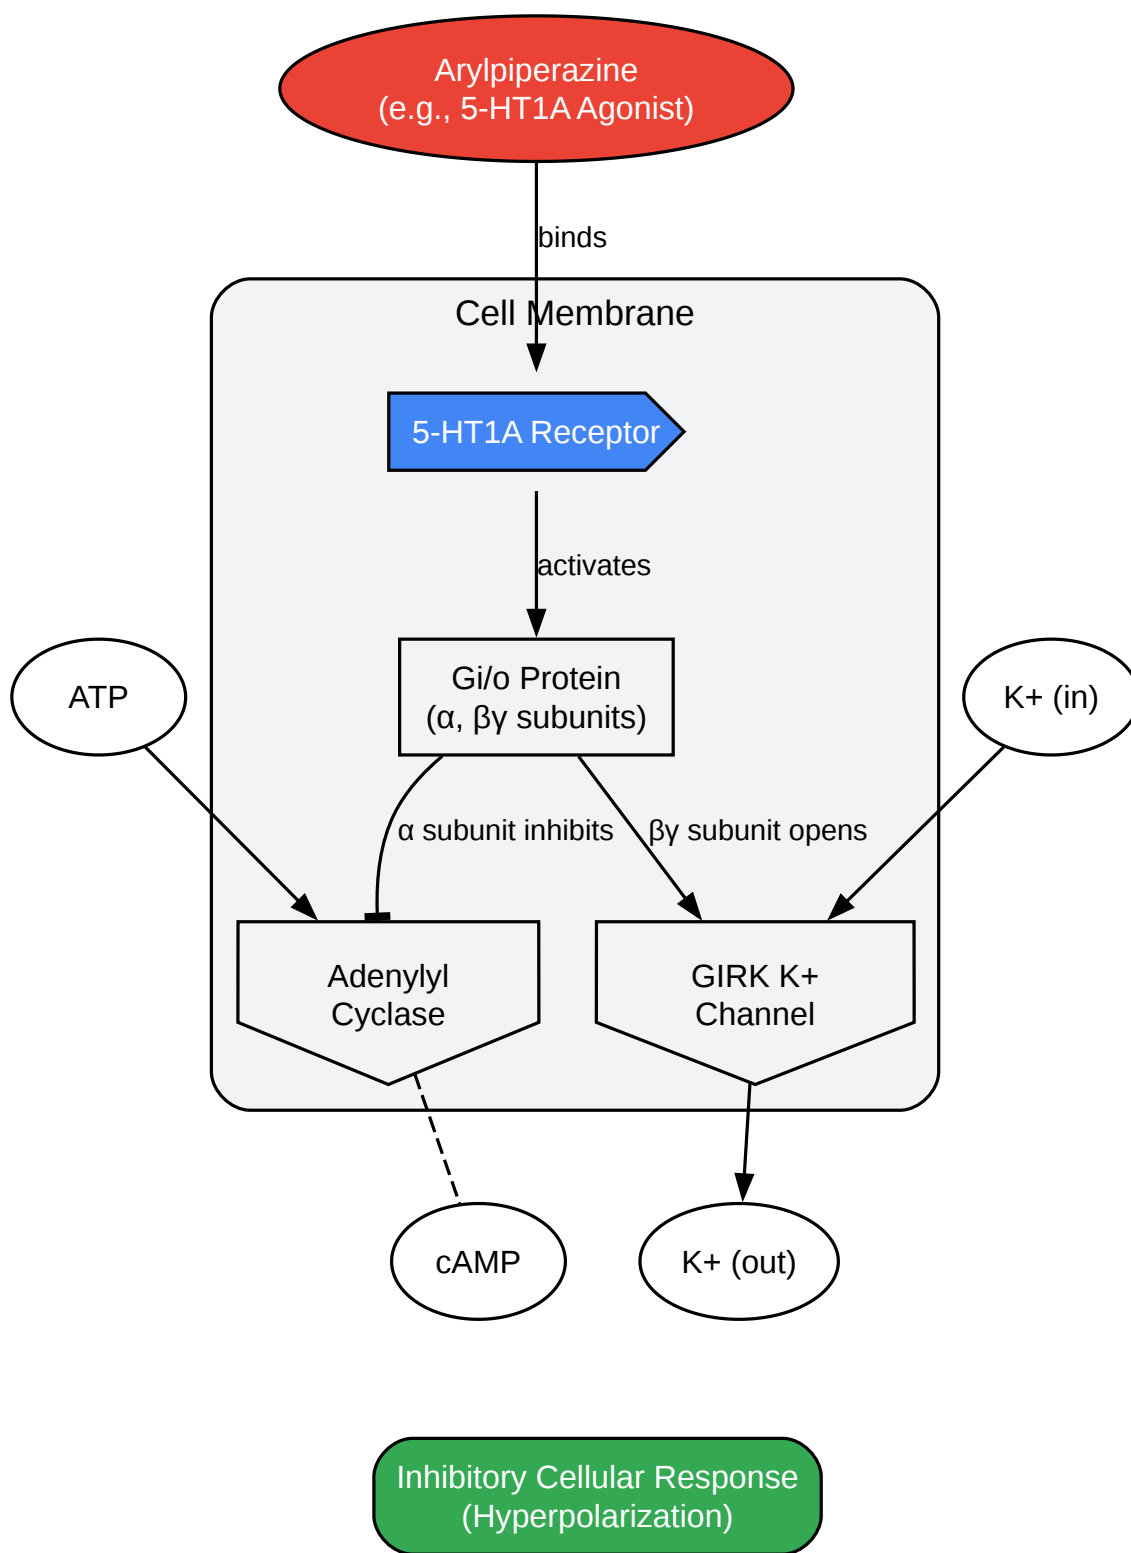 Arylpiperazine
(e.g., 5-HT1A Agonist)
binds
Cell Membrane
5-HT1A Receptor
activates
Gi/o Protein
(α, βγ subunits)
ATP
K+ (in)
α subunit inhibits
βγ subunit opens
Adenylyl
Cyclase
GIRK K+
Channel
cAMP
K+ (out)
Inhibitory Cellular Response
(Hyperpolarization)